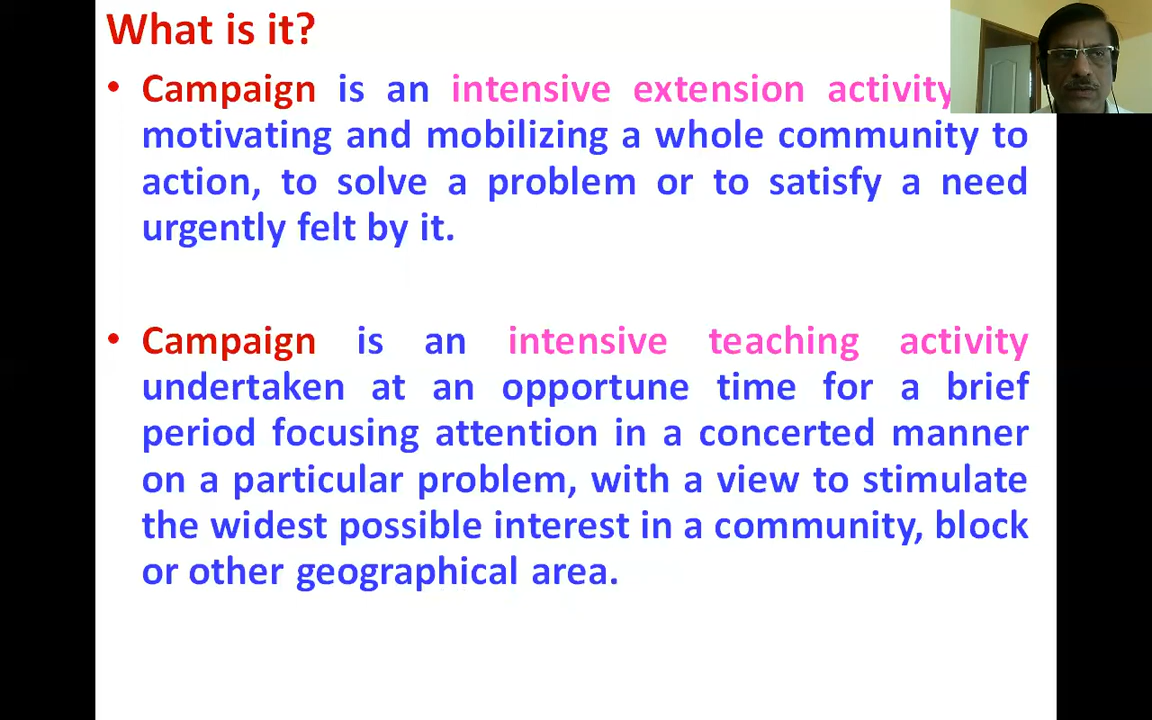 What is it?
• Campaign is an intensive extension activity
motivating and mobilizing a whole community to
action, to solve a problem or to satisfy a need
urgently felt by it.
• Campaign is an intensive teaching activity
undertaken at an opportune time for a brief
period focusing attention in a concerted manner
on a particular problem, with a view to stimulate
the widest possible interest in a community, block
or other geographical area.